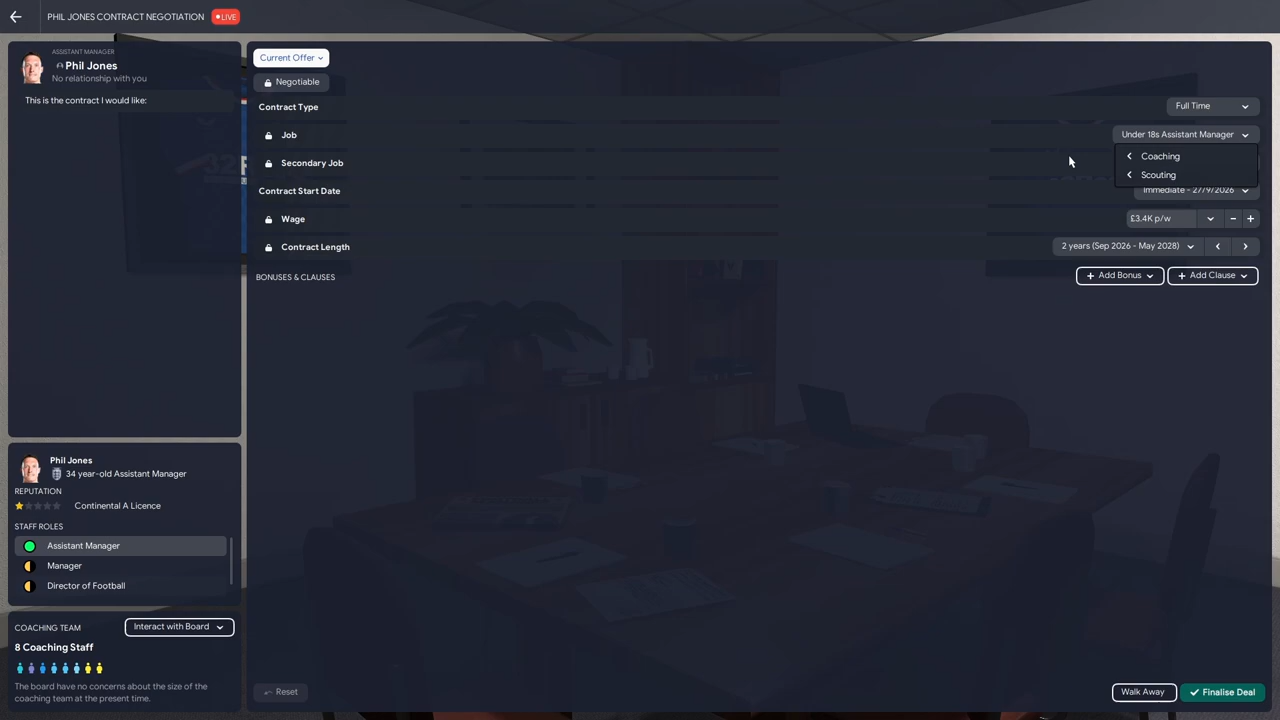 PHIL JONES CONTRACT NEGOTIATION
LIVE
ASSISTANT MANAGER
Phil Jones
No relationship with you
This is the contract I would like:
Current Offer
Negotiable
Contract Type
Full Time
Job
Under 18s Assistant Manager
Coaching
Scouting
Secondary Job
Contract Start Date
Immediate - 27/9/2026
Wage
£3.4K p/w
Contract Length
2 years (Sep 2026 - May 2028)
BONUSES & CLAUSES
Add Bonus
Add Clause
Phil Jones
34 year-old Assistant Manager
REPUTATION
Continental A Licence
STAFF ROLES
Assistant Manager
Manager
Director of Football
COACHING TEAM
Interact with Board
8 Coaching Staff
The board have no concerns about the size of the
coaching team at the present time.
Reset
Walk Away
Finalise Deal